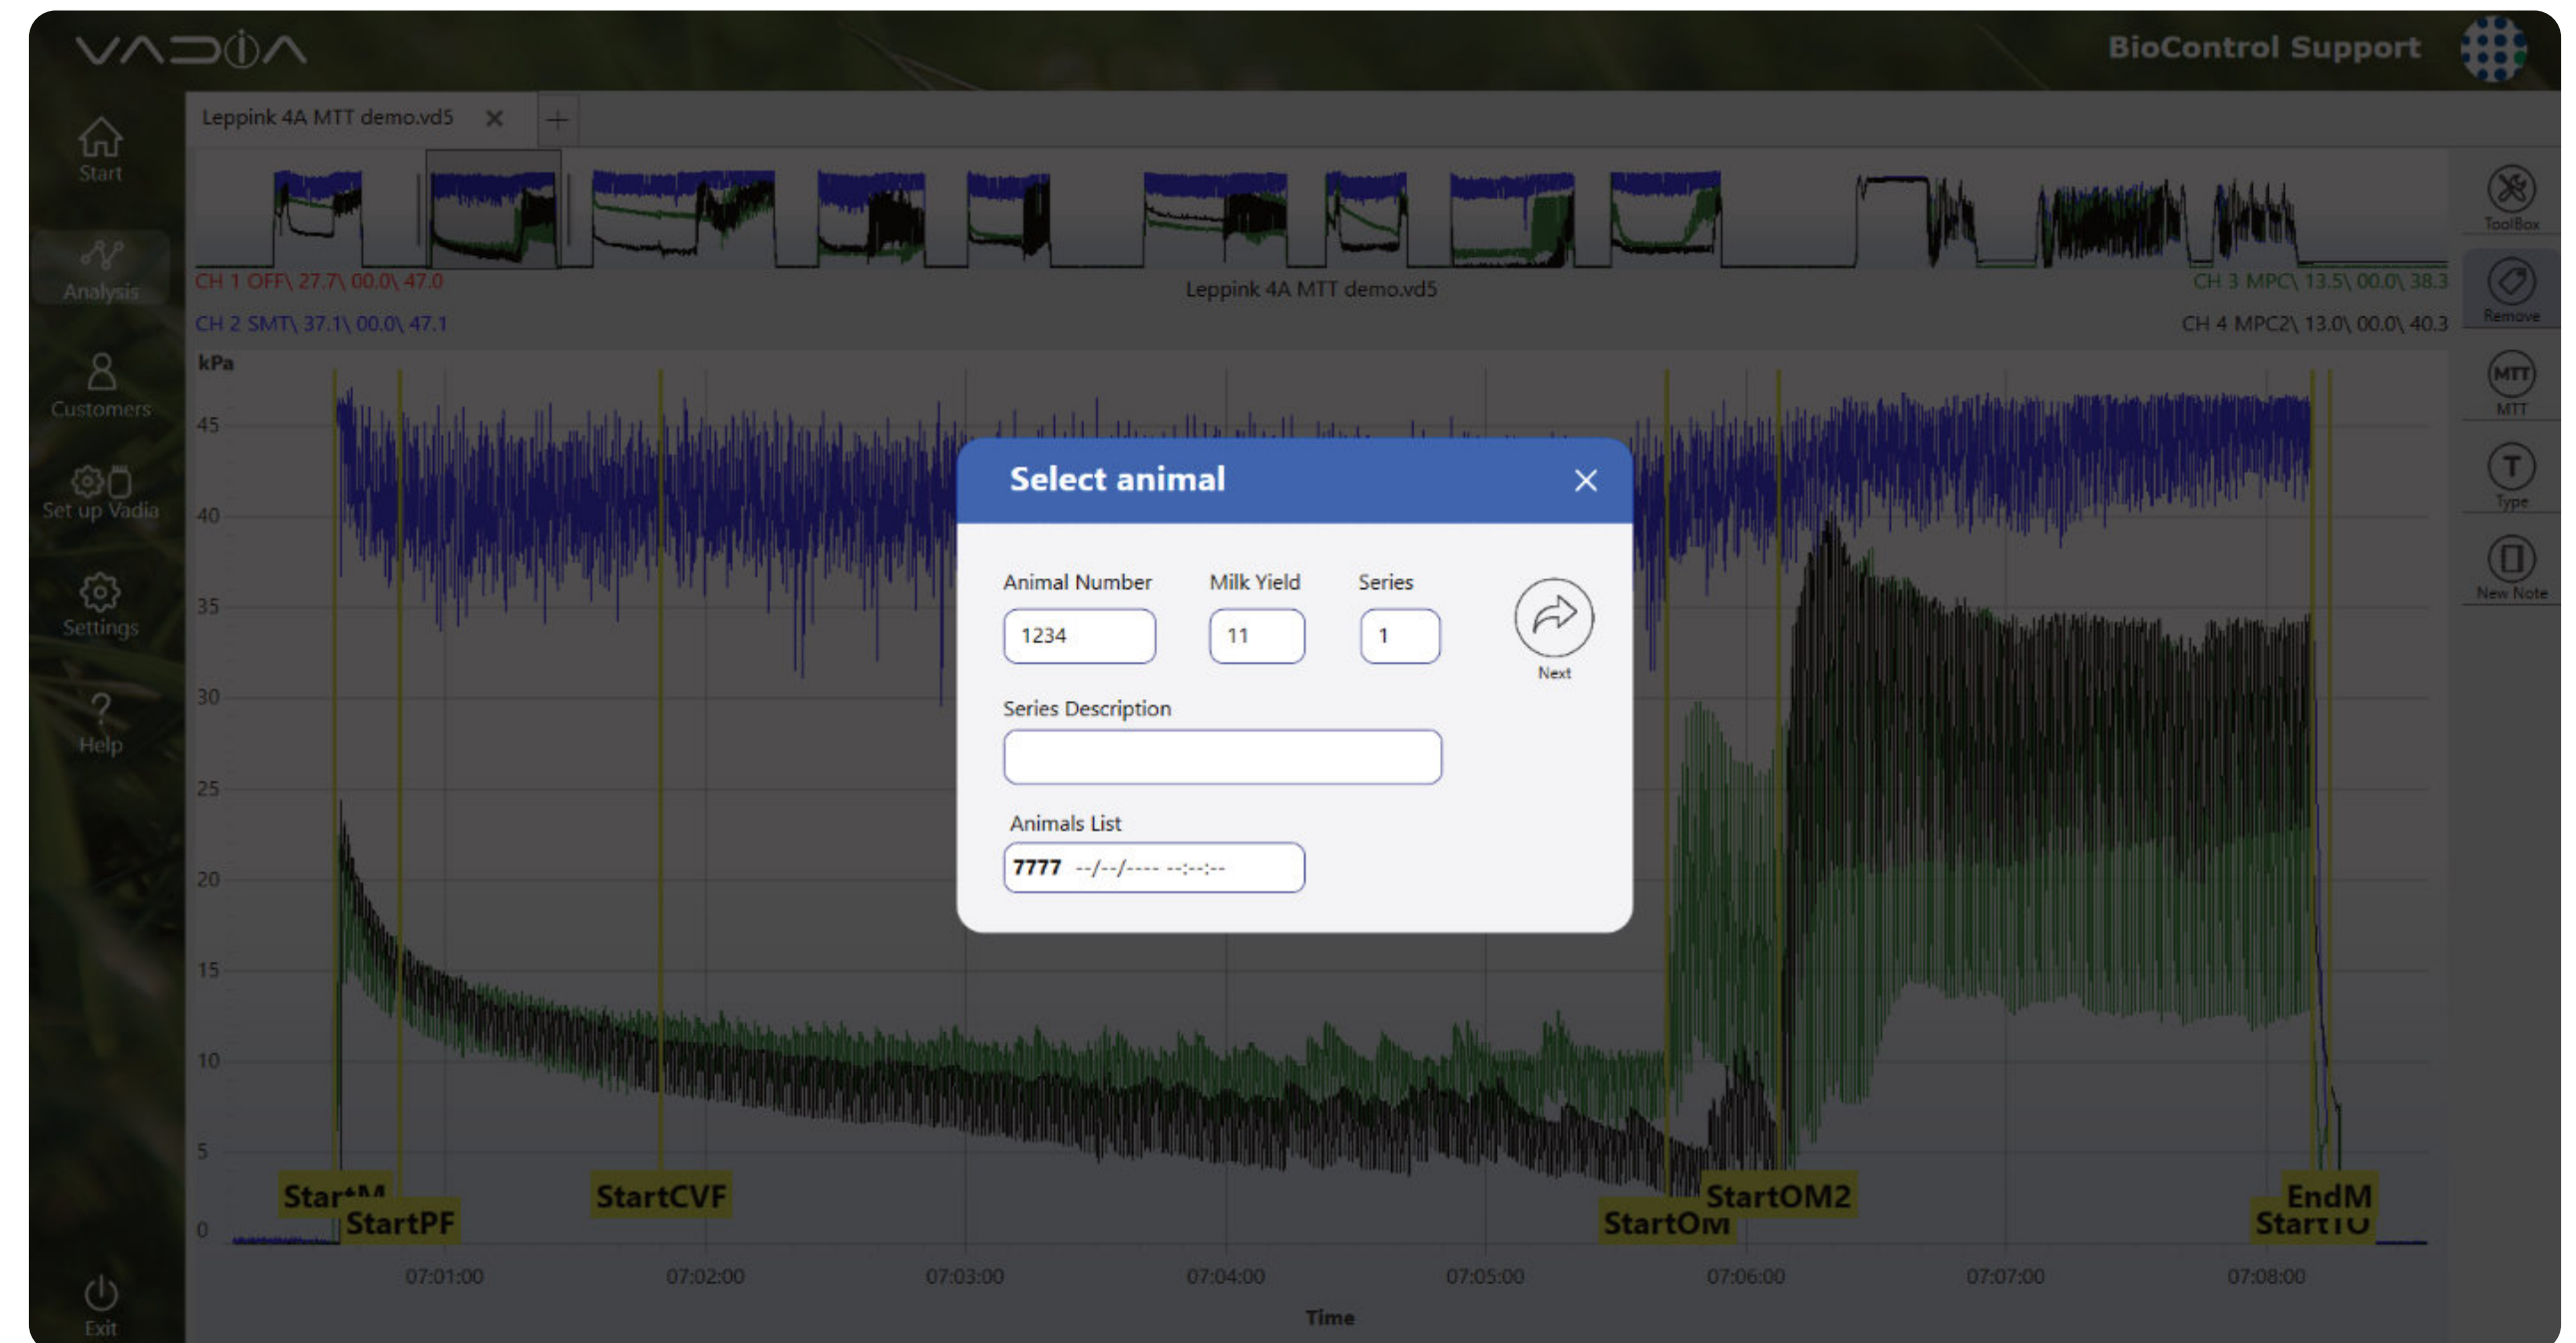 VADIA
BioControl Support
Leppink 4A MTT demo.vd5
Start
Analysis
Customers
Set up Vadia
Settings
Help
Exit
CH 1 OFF\ 27.7\ 00.0\ 47.0
CH 2 SMT\ 37.1\ 00.0\ 47.1
Leppink 4A MTT demo.vd5
CH 3 MPC\ 13.5\ 00.0\ 38.3
CH 4 MPC2\ 13.0\ 00.0\ 40.3
ToolBox
Remove
MTT
MTT
T
Type
New Note
kPa
45
40
35
30
25
20
15
10
5
0
Select animal
Animal Number Milk Yield Series
1234 11 1
Next
Series Description
Animals List
7777 --/--/---- --:--:--
StartM
StartPF
StartCVF
StartOM
StartOM2
EndM
StartTO
07:01:00 07:02:00 07:03:00 07:04:00 07:05:00 07:06:00 07:07:00 07:08:00
Time